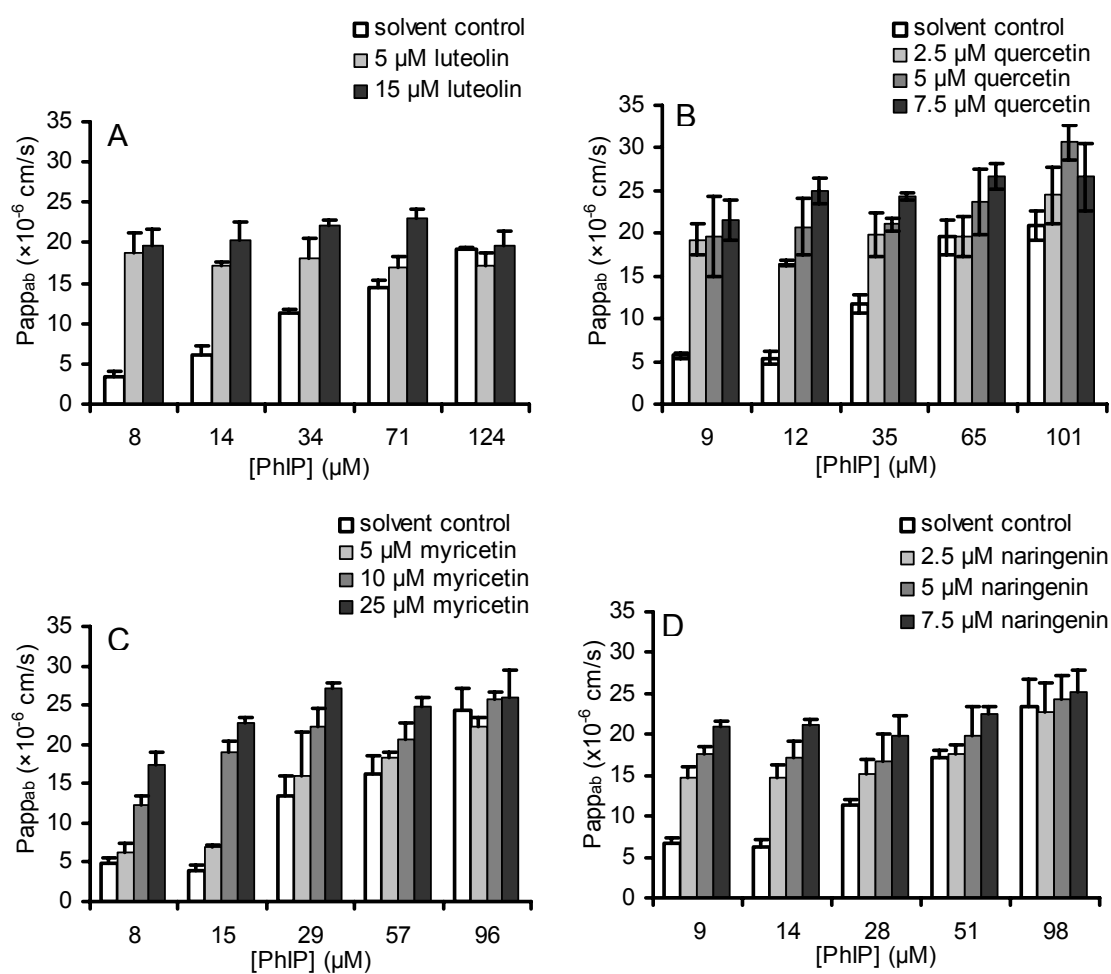 solvent control
5 µM luteolin
15 µM luteolin
A
Pappab (×10-6 cm/s)
35
30
25
20
15
10
5
0
8 14 34 71 124
[PhIP] (µM)
solvent control
2.5 µM quercetin
5 µM quercetin
7.5 µM quercetin
B
Pappab (×10-6 cm/s)
35
30
25
20
15
10
5
0
9 12 35 65 101
[PhIP] (µM)
solvent control
5 µM myricetin
10 µM myricetin
25 µM myricetin
C
Pappab (×10-6 cm/s)
35
30
25
20
15
10
5
0
8 15 29 57 96
[PhIP] (µM)
solvent control
2.5 µM naringenin
5 µM naringenin
7.5 µM naringenin
D
Pappab (x10-6 cm/s)
35
30
25
20
15
10
5
0
9 14 28 51 98
[PhIP] (µM)